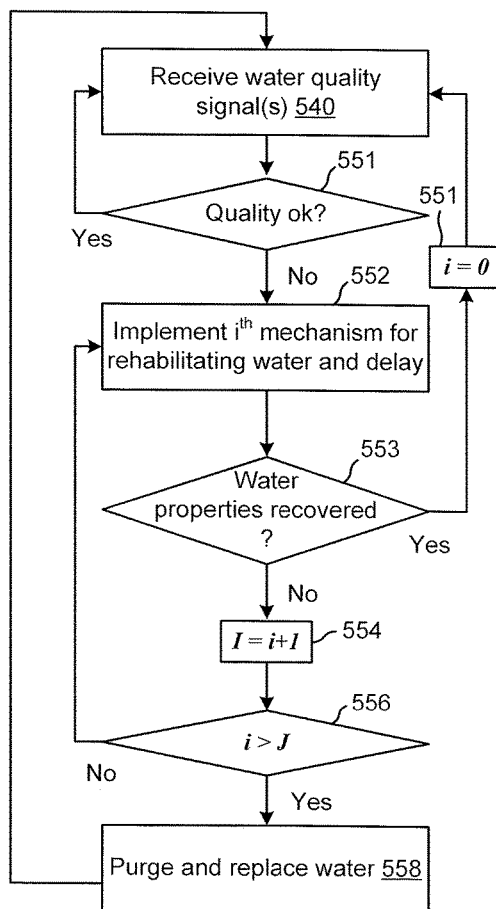 Receive water quality
signal(s) 540
551
Quality ok?
Yes
551
i = 0
No
552
Implement iᵗʰ mechanism for
rehabilitating water and delay
553
Water
properties recovered
?
Yes
No
I = i+1
554
556
i > J
No
Yes
Purge and replace water 558